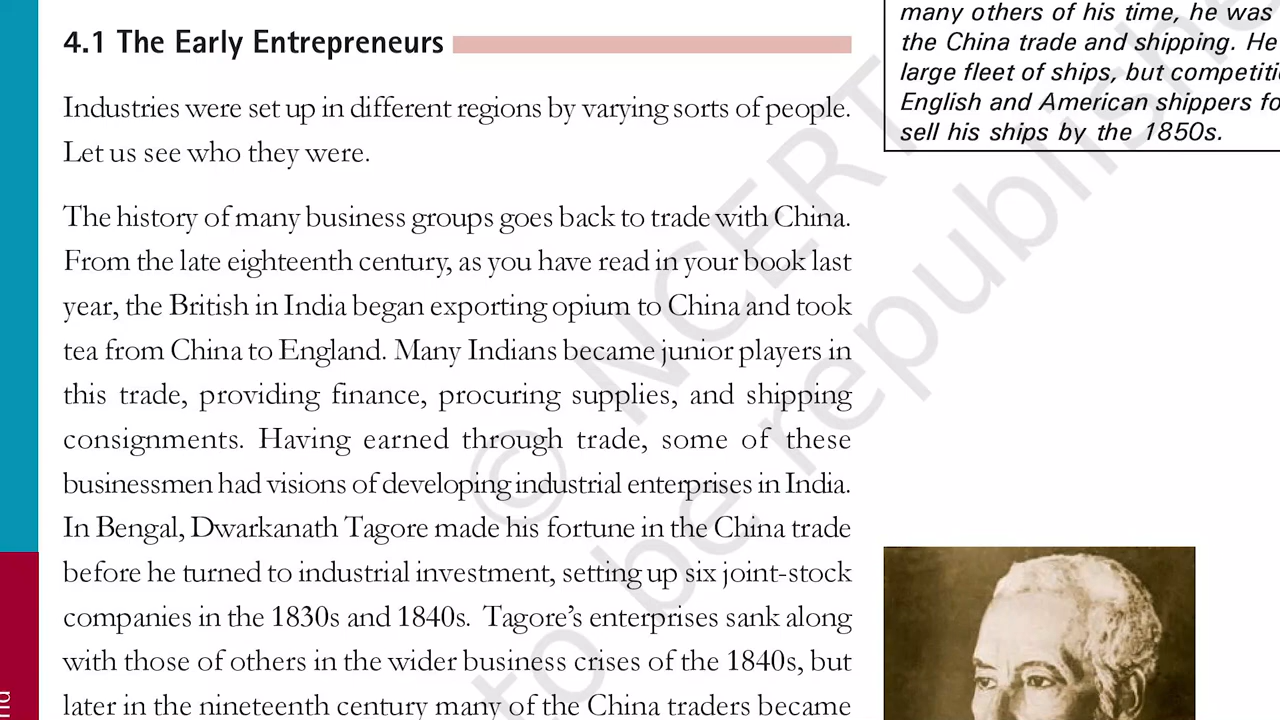 4.1 The Early Entrepreneurs
Industries were set up in different regions by varying sorts of people.
Let us see who they were.
The history of many business groups goes back to trade with China.
From the late eighteenth century, as you have read in your book last
year, the British in India began exporting opium to China and took
tea from China to England. Many Indians became junior players in
this trade, providing finance, procuring supplies, and shipping
consignments. Having earned through trade, some of these
businessmen had visions of developing industrial enterprises in India.
In Bengal, Dwarkanath Tagore made his fortune in the China trade
before he turned to industrial investment, setting up six joint-stock
companies in the 1830s and 1840s. Tagore's enterprises sank along
with those of others in the wider business crises of the 1840s, but
later in the nineteenth century many of the China traders became
many others of his time, he was
the China trade and shipping. He
large fleet of ships, but
English and American shippers
sell his ships by the 1850s.
© NCERT
to be republished